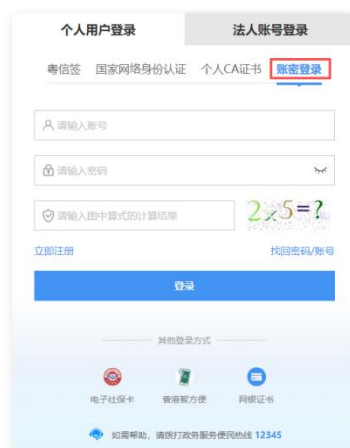 个人用户登录 法人账号登录
粤信签 国家网络身份认证 个人CA证书 账密登录
请输入账号
请输入密码
请输入图中算式的计算结果 2×5=?
立即注册 找回密码/账号
登录
其他登录方式
电子社保卡 香港智方便 网银证书
如需帮助，请拨打政务服务便民热线 12345